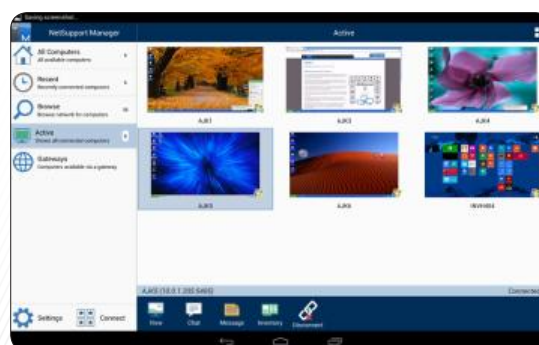 Saving screenshot...
NetSupport Manager
Active
All Computers
All available computers
Recent
Recently connected computers
Browse
Browse network for computers
Active
Shows all connected computers
Gateways
Computers available via a gateway
AJK1
AJK3
AJK4
AJK5
AJK6
Connected
Settings
Connect
View
Chat
Message
Inventory
Disconnect